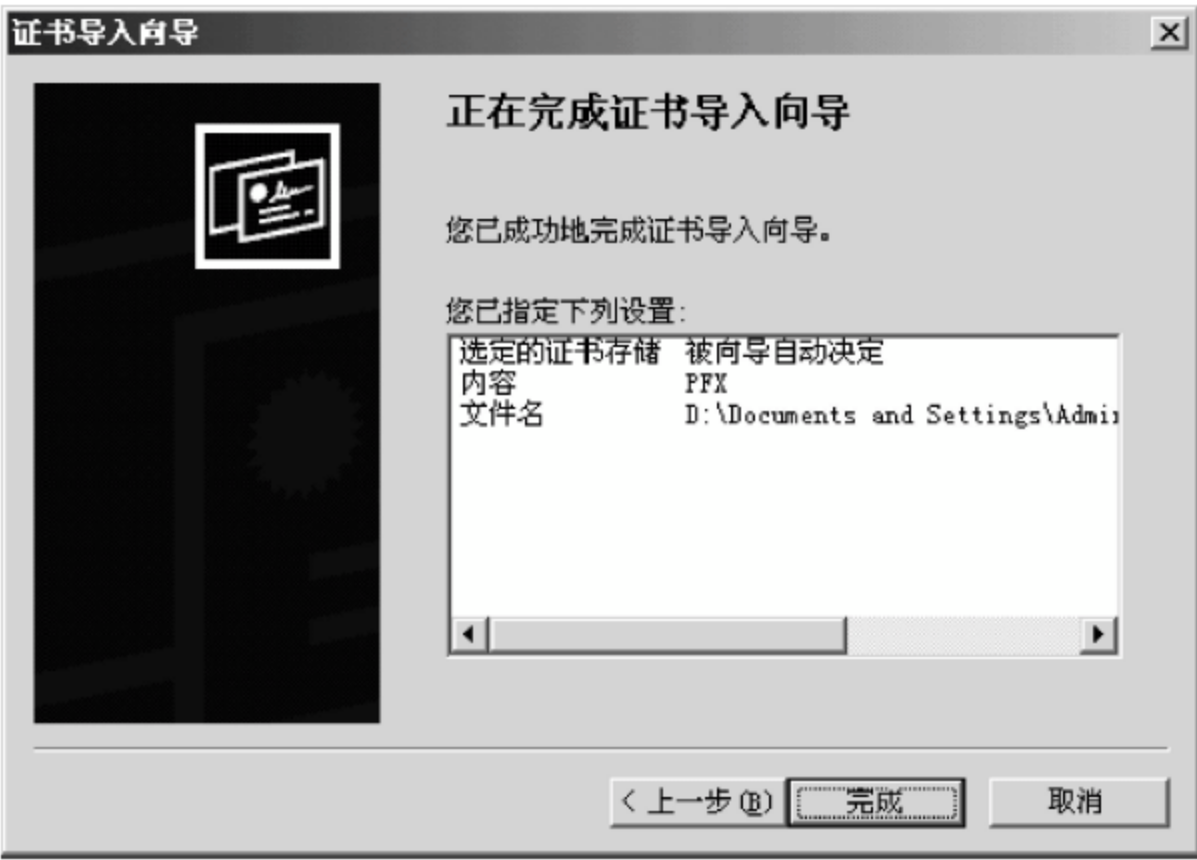 证书导入向导
正在完成证书导入向导
您已成功地完成证书导入向导。
您已指定下列设置:
选定的证书存储 被向导自动决定
内容 PFX
文件名 D:\Documents and Settings\Admi
< 上一步(B) 完成 取消